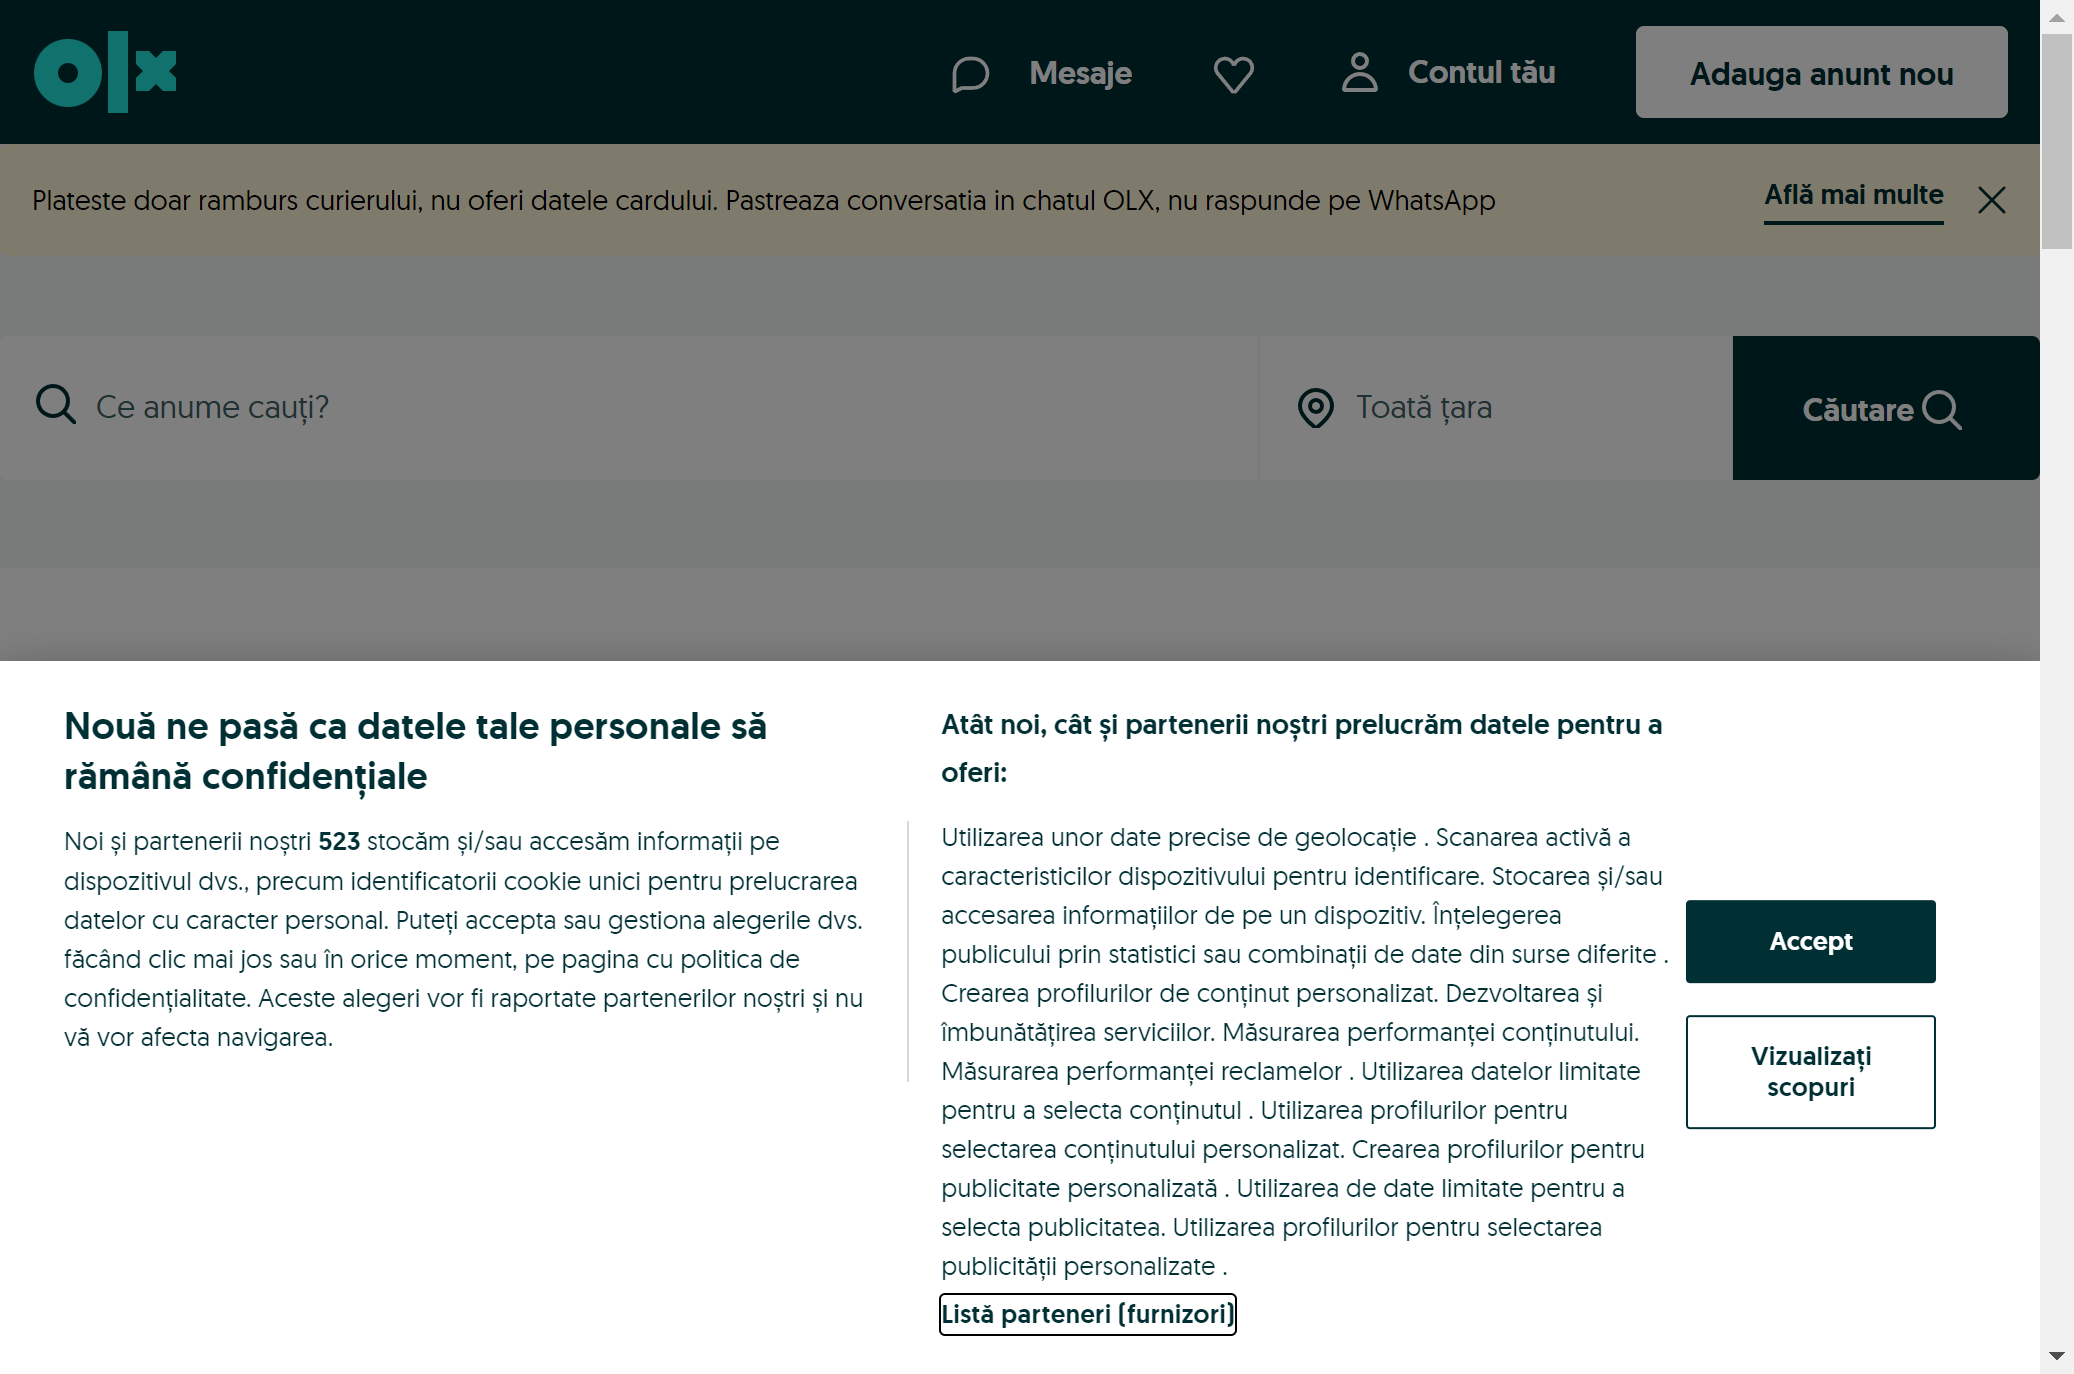 olx
Mesaje
Contul tău
Adauga anunt nou
Plateste doar ramburs curierului, nu oferi datele cardului. Pastreaza conversatia in chatul OLX, nu raspunde pe WhatsApp
Află mai multe
Ce anume cauți?
Toată țara
Căutare
Nouă ne pasă ca datele tale personale să
rămână confidențiale
Noi și partenerii noștri 523 stocăm și/sau accesăm informații pe
dispozitivul dvs., precum identificatorii cookie unici pentru prelucrarea
datelor cu caracter personal. Puteți accepta sau gestiona alegerile dvs.
făcând clic mai jos sau în orice moment, pe pagina cu politica de
confidențialitate. Aceste alegeri vor fi raportate partenerilor noștri și nu
vă vor afecta navigarea.
Atât noi, cât și partenerii noștri prelucrăm datele pentru a
oferi:
Utilizarea unor date precise de geolocație . Scanarea activă a
caracteristicilor dispozitivului pentru identificare. Stocarea și/sau
accesarea informațiilor de pe un dispozitiv. Înțelegerea
publicului prin statistici sau combinații de date din surse diferite .
Crearea profilurilor de conținut personalizat. Dezvoltarea și
îmbunătățirea serviciilor. Măsurarea performanței conținutului.
Măsurarea performanței reclamelor . Utilizarea datelor limitate
pentru a selecta conținutul . Utilizarea profilurilor pentru
selectarea conținutului personalizat. Crearea profilurilor pentru
publicitate personalizată . Utilizarea de date limitate pentru a
selecta publicitatea. Utilizarea profilurilor pentru selectarea
publicității personalizate .
Listă parteneri (furnizori)
Accept
Vizualizați
scopuri